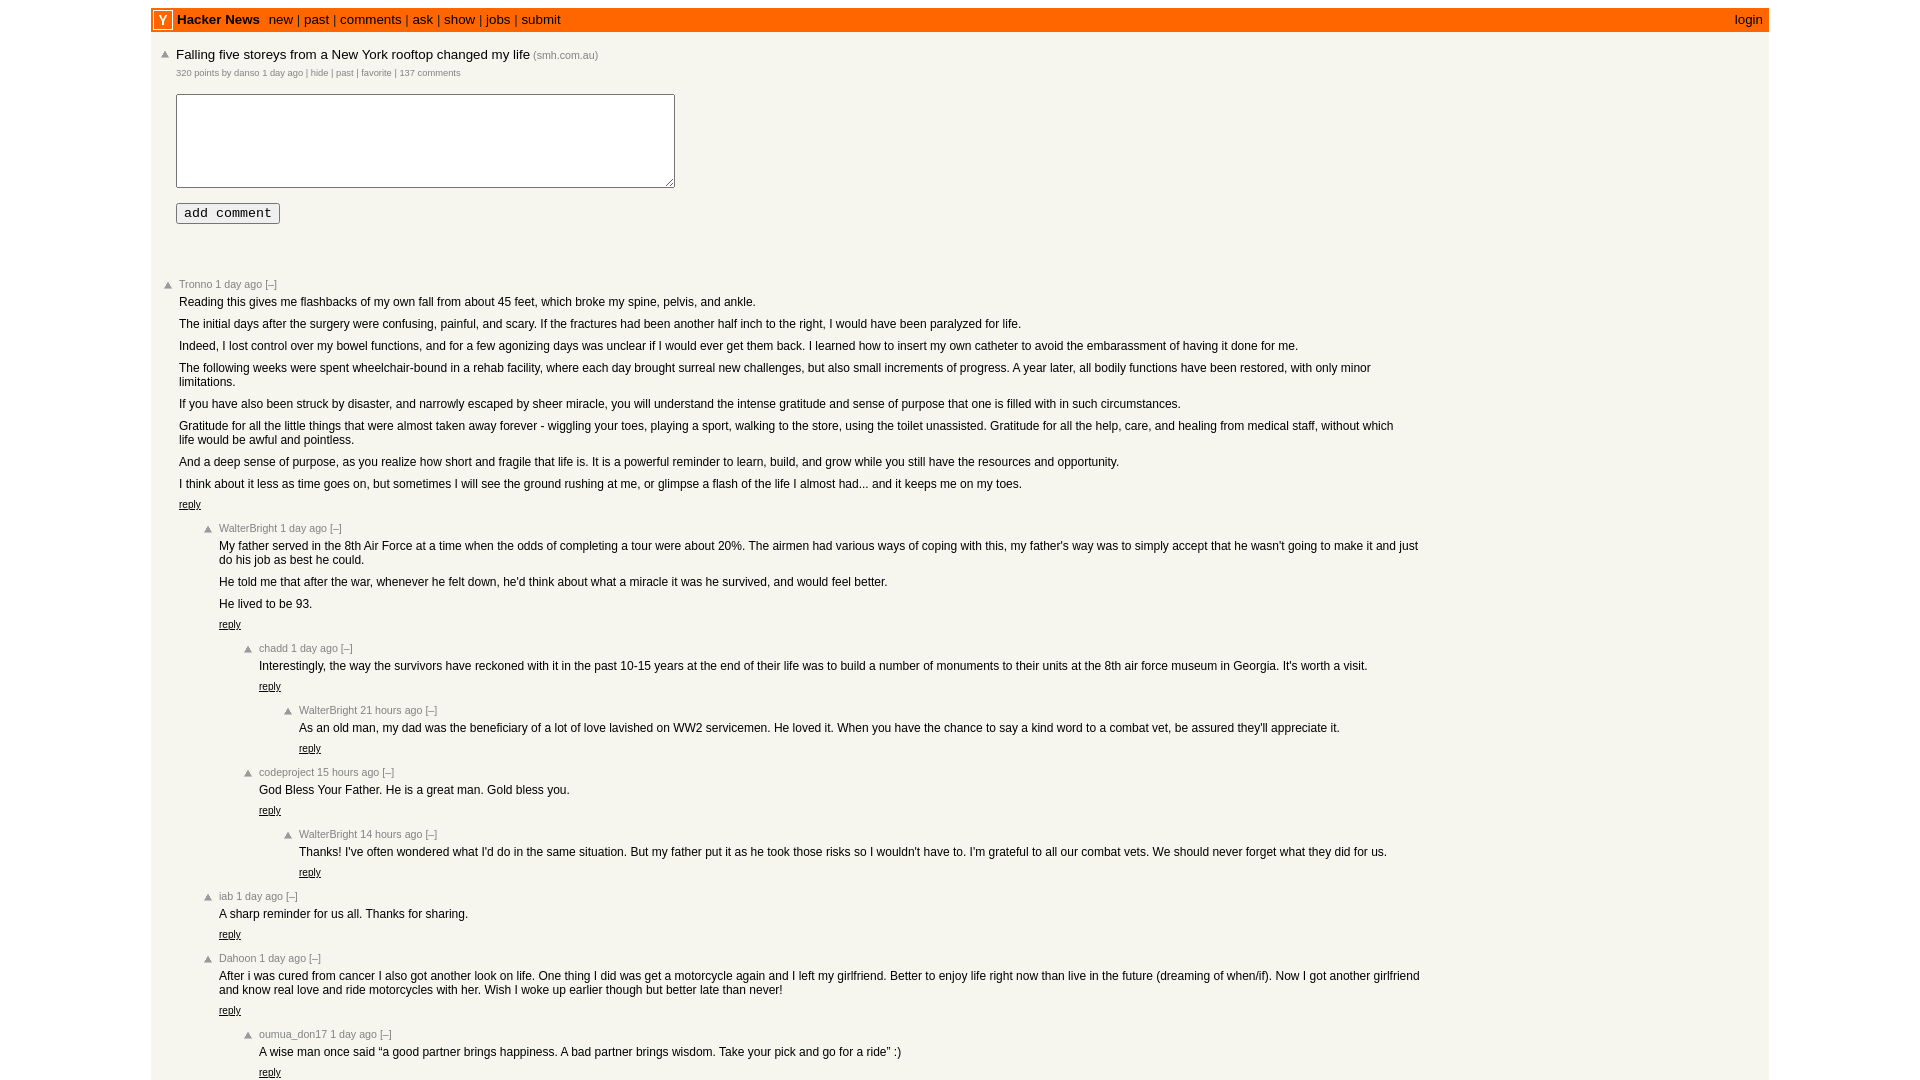 Y Hacker News new | past | comments | ask | show | jobs | submit login
Falling five storeys from a New York rooftop changed my life (smh.com.au)
320 points by danso 1 day ago | hide | past | favorite | 137 comments
add comment
Tronno 1 day ago [–]
Reading this gives me flashbacks of my own fall from about 45 feet, which broke my spine, pelvis, and ankle.
The initial days after the surgery were confusing, painful, and scary. If the fractures had been another half inch to the right, I would have been paralyzed for life.
Indeed, I lost control over my bowel functions, and for a few agonizing days was unclear if I would ever get them back. I learned how to insert my own catheter to avoid the embarassment of having it done for me.
The following weeks were spent wheelchair-bound in a rehab facility, where each day brought surreal new challenges, but also small increments of progress. A year later, all bodily functions have been restored, with only minor
limitations.
If you have also been struck by disaster, and narrowly escaped by sheer miracle, you will understand the intense gratitude and sense of purpose that one is filled with in such circumstances.
Gratitude for all the little things that were almost taken away forever - wiggling your toes, playing a sport, walking to the store, using the toilet unassisted. Gratitude for all the help, care, and healing from medical staff, without which
life would be awful and pointless.
And a deep sense of purpose, as you realize how short and fragile that life is. It is a powerful reminder to learn, build, and grow while you still have the resources and opportunity.
I think about it less as time goes on, but sometimes I will see the ground rushing at me, or glimpse a flash of the life I almost had... and it keeps me on my toes.
reply
WalterBright 1 day ago [–]
My father served in the 8th Air Force at a time when the odds of completing a tour were about 20%. The airmen had various ways of coping with this, my father's way was to simply accept that he wasn't going to make it and just
do his job as best he could.
He told me that after the war, whenever he felt down, he'd think about what a miracle it was he survived, and would feel better.
He lived to be 93.
reply
chadd 1 day ago [–]
Interestingly, the way the survivors have reckoned with it in the past 10-15 years at the end of their life was to build a number of monuments to their units at the 8th air force museum in Georgia. It's worth a visit.
reply
WalterBright 21 hours ago [–]
As an old man, my dad was the beneficiary of a lot of love lavished on WW2 servicemen. He loved it. When you have the chance to say a kind word to a combat vet, be assured they'll appreciate it.
reply
codeproject 15 hours ago [–]
God Bless Your Father. He is a great man. Gold bless you.
reply
WalterBright 14 hours ago [–]
Thanks! I've often wondered what I'd do in the same situation. But my father put it as he took those risks so I wouldn't have to. I'm grateful to all our combat vets. We should never forget what they did for us.
reply
iab 1 day ago [–]
A sharp reminder for us all. Thanks for sharing.
reply
Dahoon 1 day ago [–]
After i was cured from cancer I also got another look on life. One thing I did was get a motorcycle again and I left my girlfriend. Better to enjoy life right now than live in the future (dreaming of when/if). Now I got another girlfriend
and know real love and ride motorcycles with her. Wish I woke up earlier though but better late than never!
reply
oumua_don17 1 day ago [–]
A wise man once said “a good partner brings happiness. A bad partner brings wisdom. Take your pick and go for a ride” :)
reply